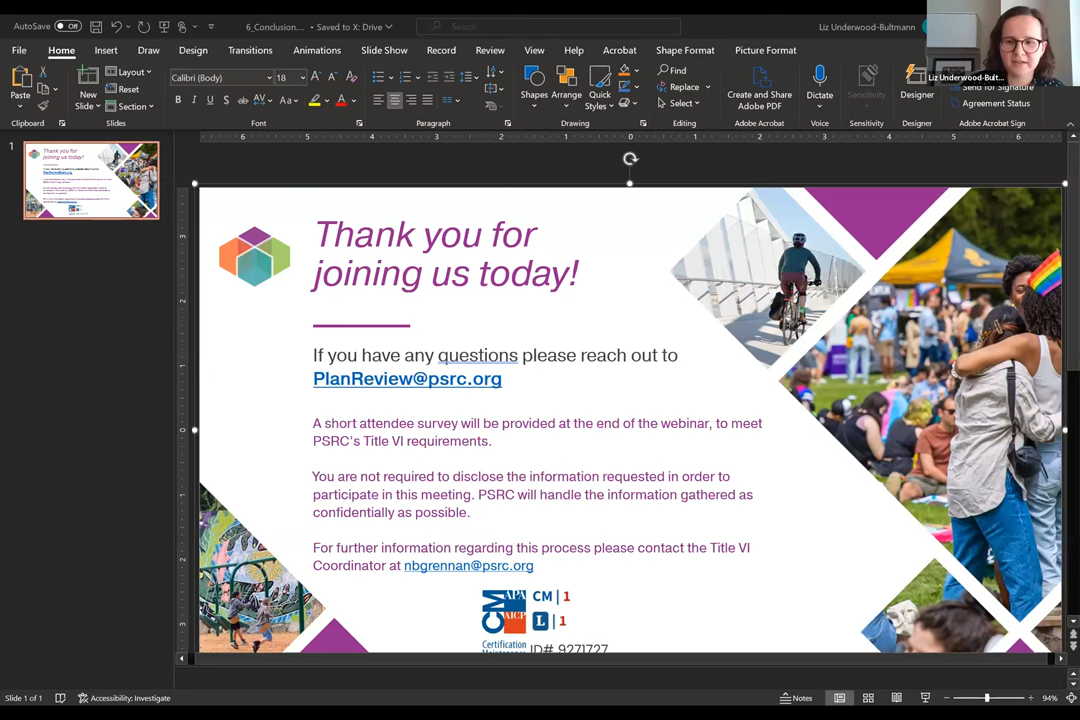 AutoSave Off 6_Conclusion... • Saved to X: Drive Search Liz Underwood-Bultmann
File Home Insert Draw Design Transitions Animations Slide Show Record Review View Help Acrobat Shape Format Picture Format
Liz Underwood-Bult...
Paste New Slide Layout Reset Section Calibri (Body) 18 Shapes Arrange Quick Styles Find Replace Select Create and Share Adobe PDF Dictate Sensitivity Designer Send for Signature Agreement Status
Clipboard Slides Font Paragraph Drawing Editing Adobe Acrobat Voice Sensitivity Designer Adobe Acrobat Sign
1
Thank you for
joining us today!
If you have any questions please reach out to
PlanReview@psrc.org
A short attendee survey will be provided at the end of the webinar, to meet
PSRC's Title VI requirements.
You are not required to disclose the information requested in order to
participate in this meeting. PSRC will handle the information gathered as
confidentially as possible.
For further information regarding this process please contact the Title VI
Coordinator at nbgrennan@psrc.org
CM APA AICP CM | 1
L | 1
Certification
Maintenance ID# 9271727
Slide 1 of 1 Accessibility: Investigate Notes 94%